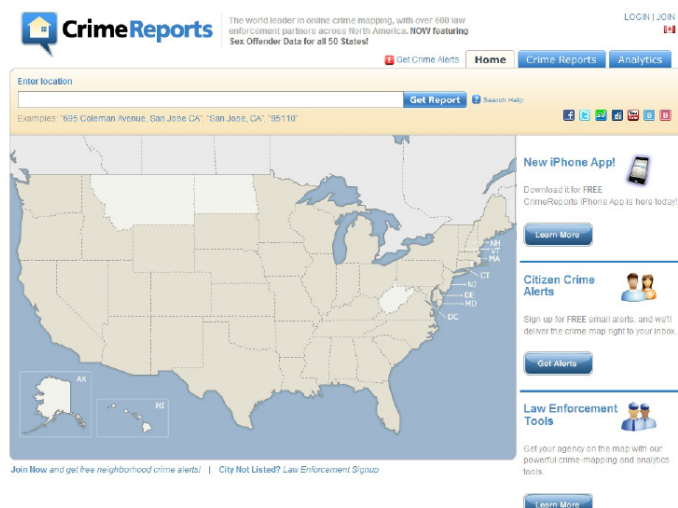 CrimeReports
The world leader in online crime mapping, with over 600 law
enforcement partners across North America. NOW featuring
Sex Offender Data for all 50 States!
LOGIN | JOIN
Get Crime Alerts
Home
Crime Reports
Analytics
Enter location
Get Report
Search Help
Examples: "695 Coleman Avenue, San Jose CA", "San Jose, CA", "95110"
NH
VT
MA
CT
NJ
DE
MD
DC
AK
HI
New iPhone App!
Download it for FREE
CrimeReports iPhone App is here today!
Learn More
Citizen Crime
Alerts
Sign up for FREE email alerts, and we'll
deliver the crime map right to your inbox.
Get Alerts
Law Enforcement
Tools
Get your agency on the map with our
powerful crime-mapping and analytics
tools.
Learn More
Join Now and get free neighborhood crime alerts! | City Not Listed? Law Enforcement Signup